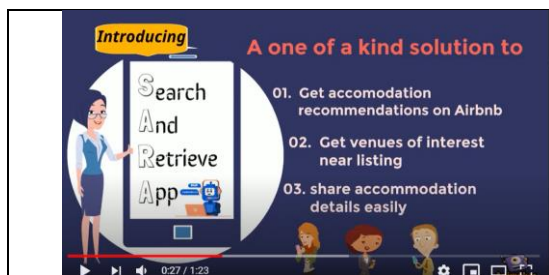 Introducing
A one of a kind solution to
Search
And
Retrieve
App
01. Get accomodation
recommendations on Airbnb
02. Get venues of interest
near listing
03. share accommodation
details easily
0:27 / 1:23